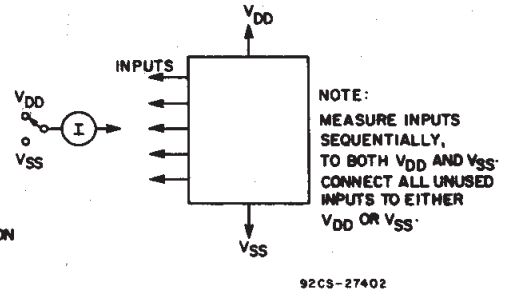 VDD
INPUTS
VDD
I
VSS
NOTE:
MEASURE INPUTS
SEQUENTIALLY,
TO BOTH VDD AND VSS.
CONNECT ALL UNUSED
INPUTS TO EITHER
VDD OR VSS.
ON
VSS
92CS-27402